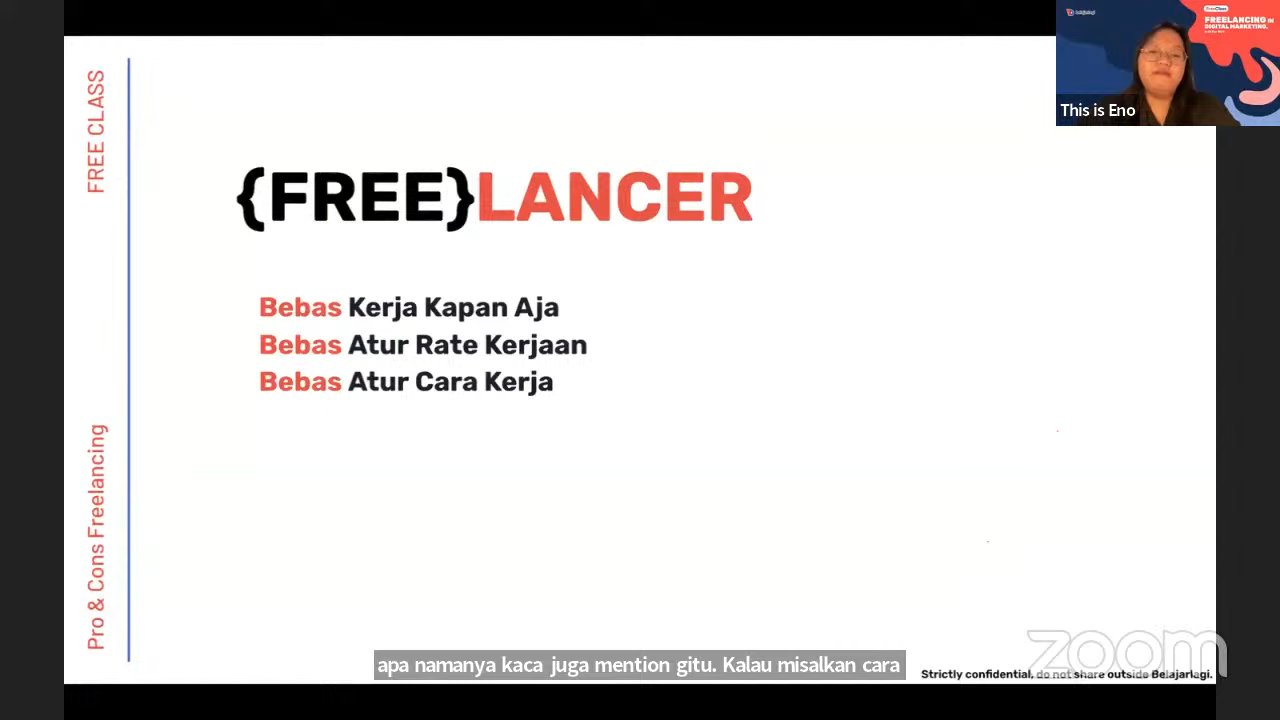 FREE CLASS
Pro & Cons Freelancing
{FREE}LANCER
Bebas Kerja Kapan Aja
Bebas Atur Rate Kerjaan
Bebas Atur Cara Kerja
belajarlagi
FreeClass
FREELANCING IN
DIGITAL MARKETING.
This is Eno
apa namanya kaca juga mention gitu. Kalau misalkan cara
zoom
Strictly confidential, do not share outside Belajarlagi.